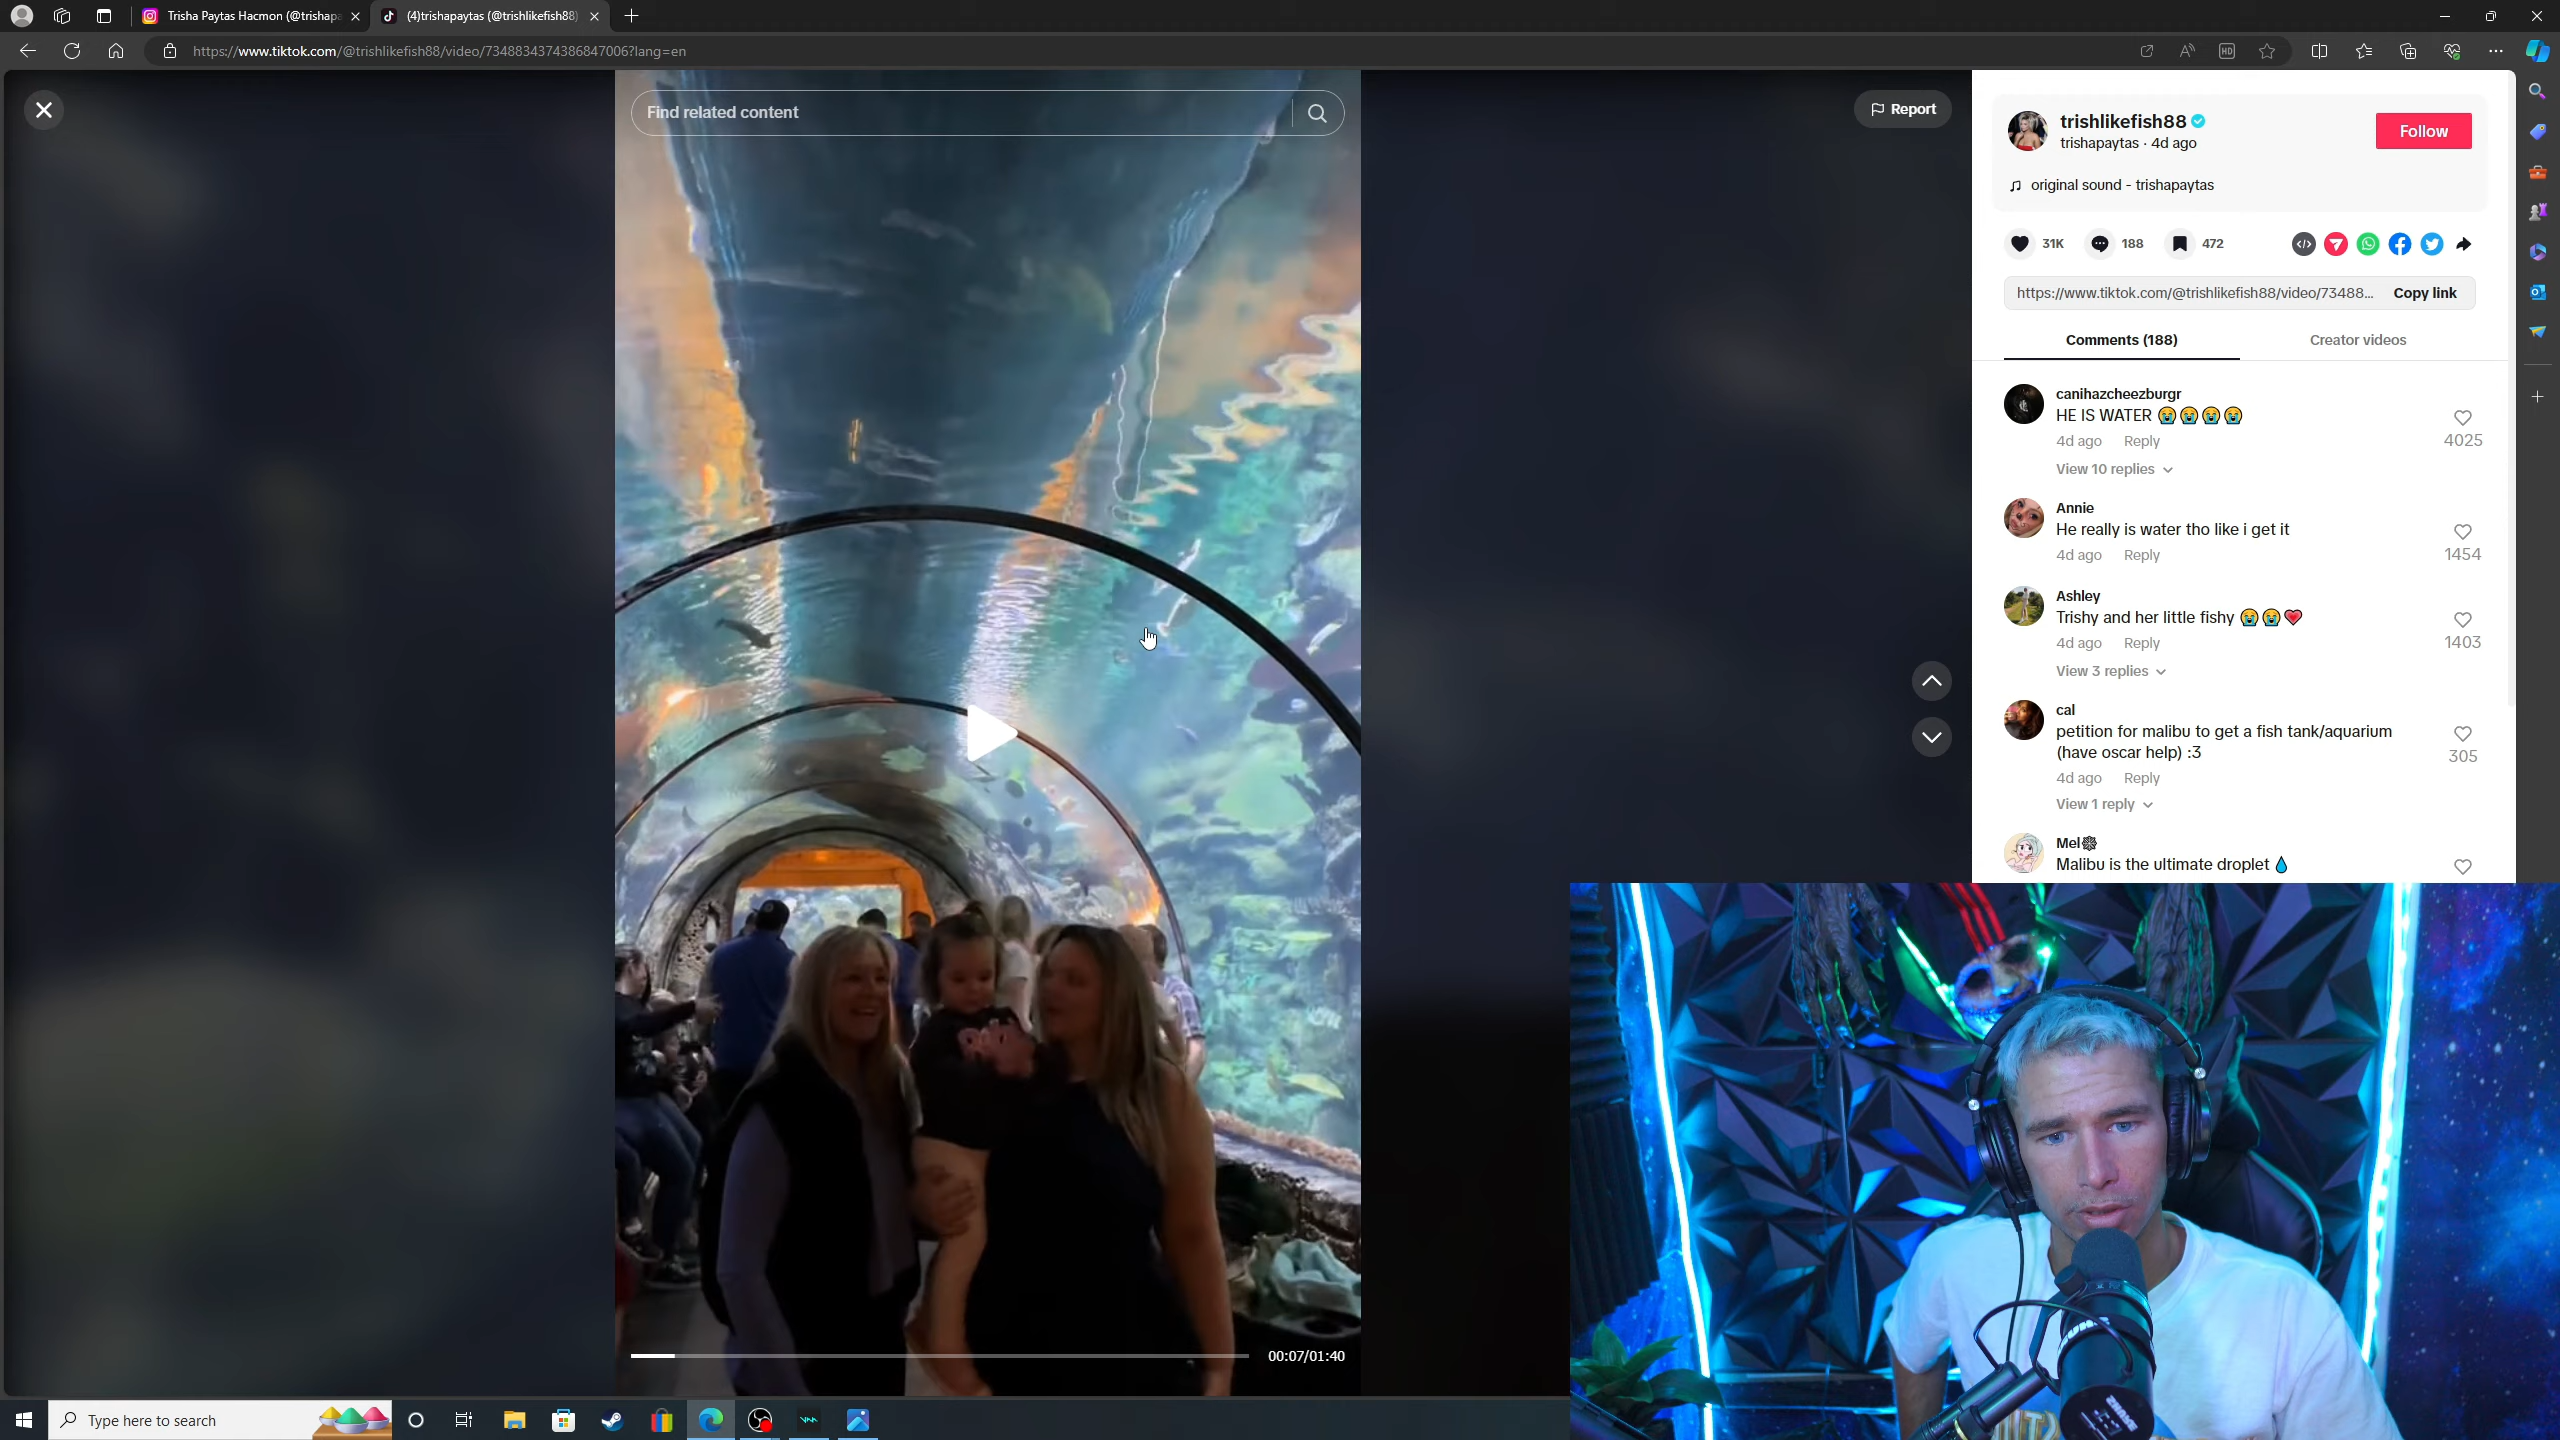 Trisha Paytas Hacmon (@trishapa
(4)trishapaytas (@trishlikefish88)
https://www.tiktok.com/@trishlikefish88/video/7348834374386847006?lang=en
Find related content
Report
trishlikefish88
trishapaytas · 4d ago
Follow
original sound - trishapaytas
31K
188
472
https://www.tiktok.com/@trishlikefish88/video/73488...
Copy link
Comments (188)
Creator videos
canihazcheezburgr
HE IS WATER 😭😭😭😭
4d ago Reply
4025
View 10 replies
Annie
He really is water tho like i get it
4d ago Reply
1454
Ashley
Trishy and her little fishy 😭😭❤️
4d ago Reply
1403
View 3 replies
cal
petition for malibu to get a fish tank/aquarium
(have oscar help) :3
4d ago Reply
305
View 1 reply
Mel🕸
Malibu is the ultimate droplet 💧
00:07/01:40
Type here to search